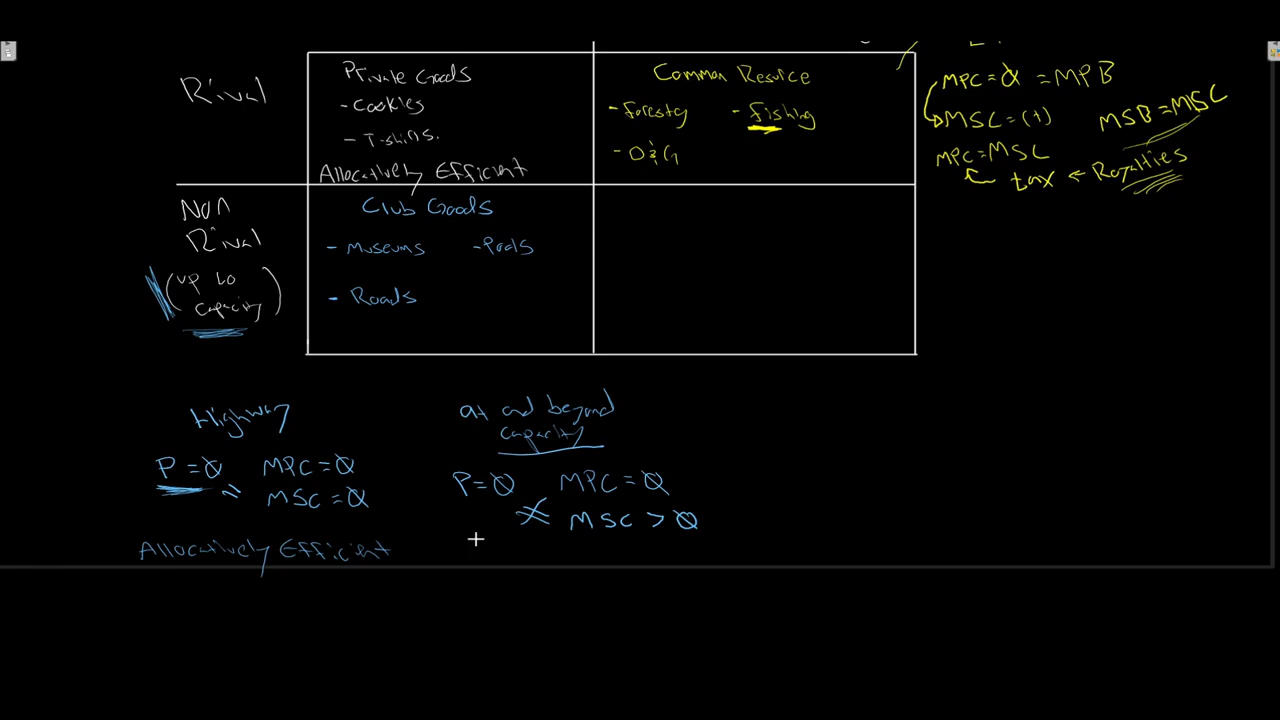 Rival
Private Goods
- Cookies
- T-shirts.
Allocatively Efficient
Common Resource
- Forestry - Fishing
- O&G
MPC = 0 = MPB
MSC = (+) MSB = MSC
MPC = MSC
tax ← Royalties
Non
Rival
(up to
capacity)
Club Goods
- Museums - Pools
- Roads
Highway
P = 0 MPC = 0
= MSC = 0
Allocatively Efficient
at and beyond
capacity
P = 0 MPC = 0
≠ MSC > 0